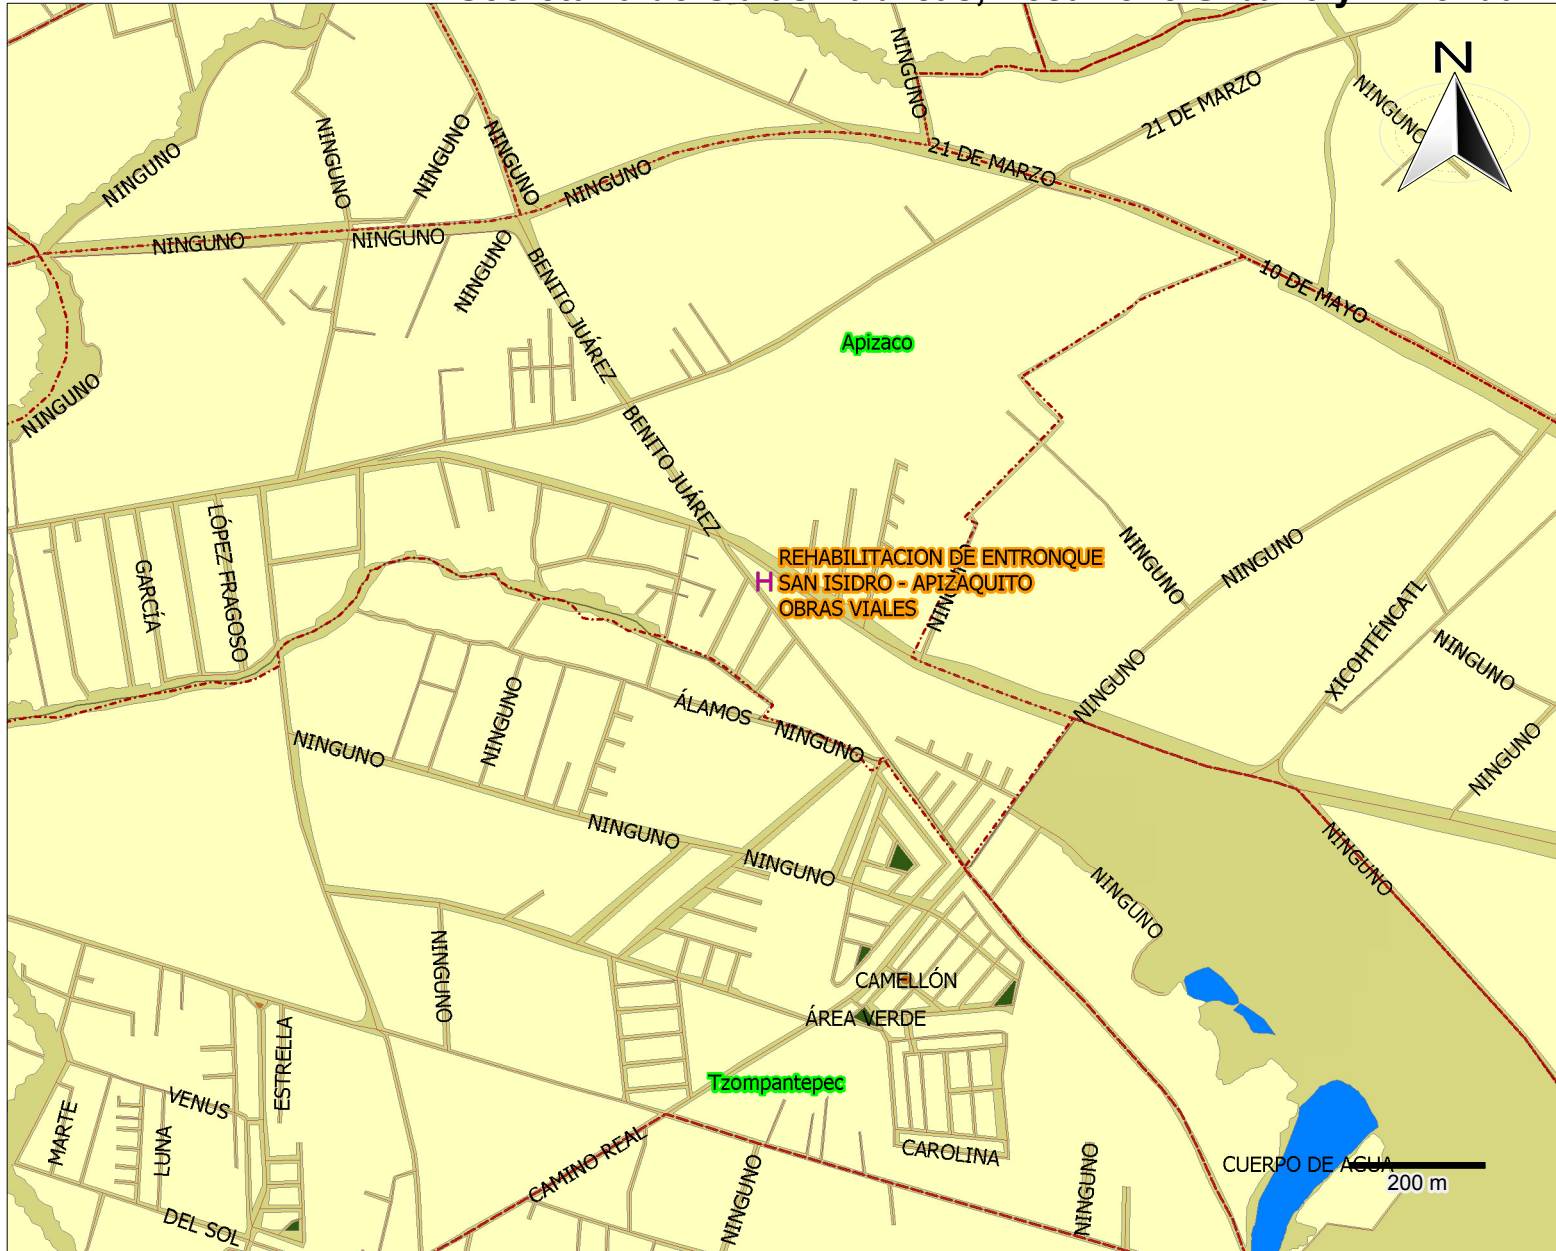 N
NINGUNO
NINGUNO
21 DE MARZO
NINGUNO
NINGUNO
NINGUNO
NINGUNO
NINGUNO
21 DE MARZO
NINGUNO
NINGUNO
NINGUNO
NINGUNO
BENITO JUÁREZ
10 DE MAYO
Apizaco
NINGUNO
BENITO JUÁREZ
LÓPEZ FRAGOSO
GARCÍA
REHABILITACION DE ENTRONQUE
H SAN ISIDRO - APIZAQUITO
OBRAS VIALES
NINGUNO
NINGUNO
NINGUNO
XICOHTÉNCATL
NINGUNO
NINGUNO
NINGUNO
ÁLAMOS
NINGUNO
NINGUNO
NINGUNO
NINGUNO
NINGUNO
NINGUNO
NINGUNO
NINGUNO
CAMELLÓN
ÁREA VERDE
ESTRELLA
Tzompantepec
VENUS
MARTE
LUNA
CAMINO REAL
CAROLINA
NINGUNO
NINGUNO
CUERPO DE AGUA
200 m
DEL SOL